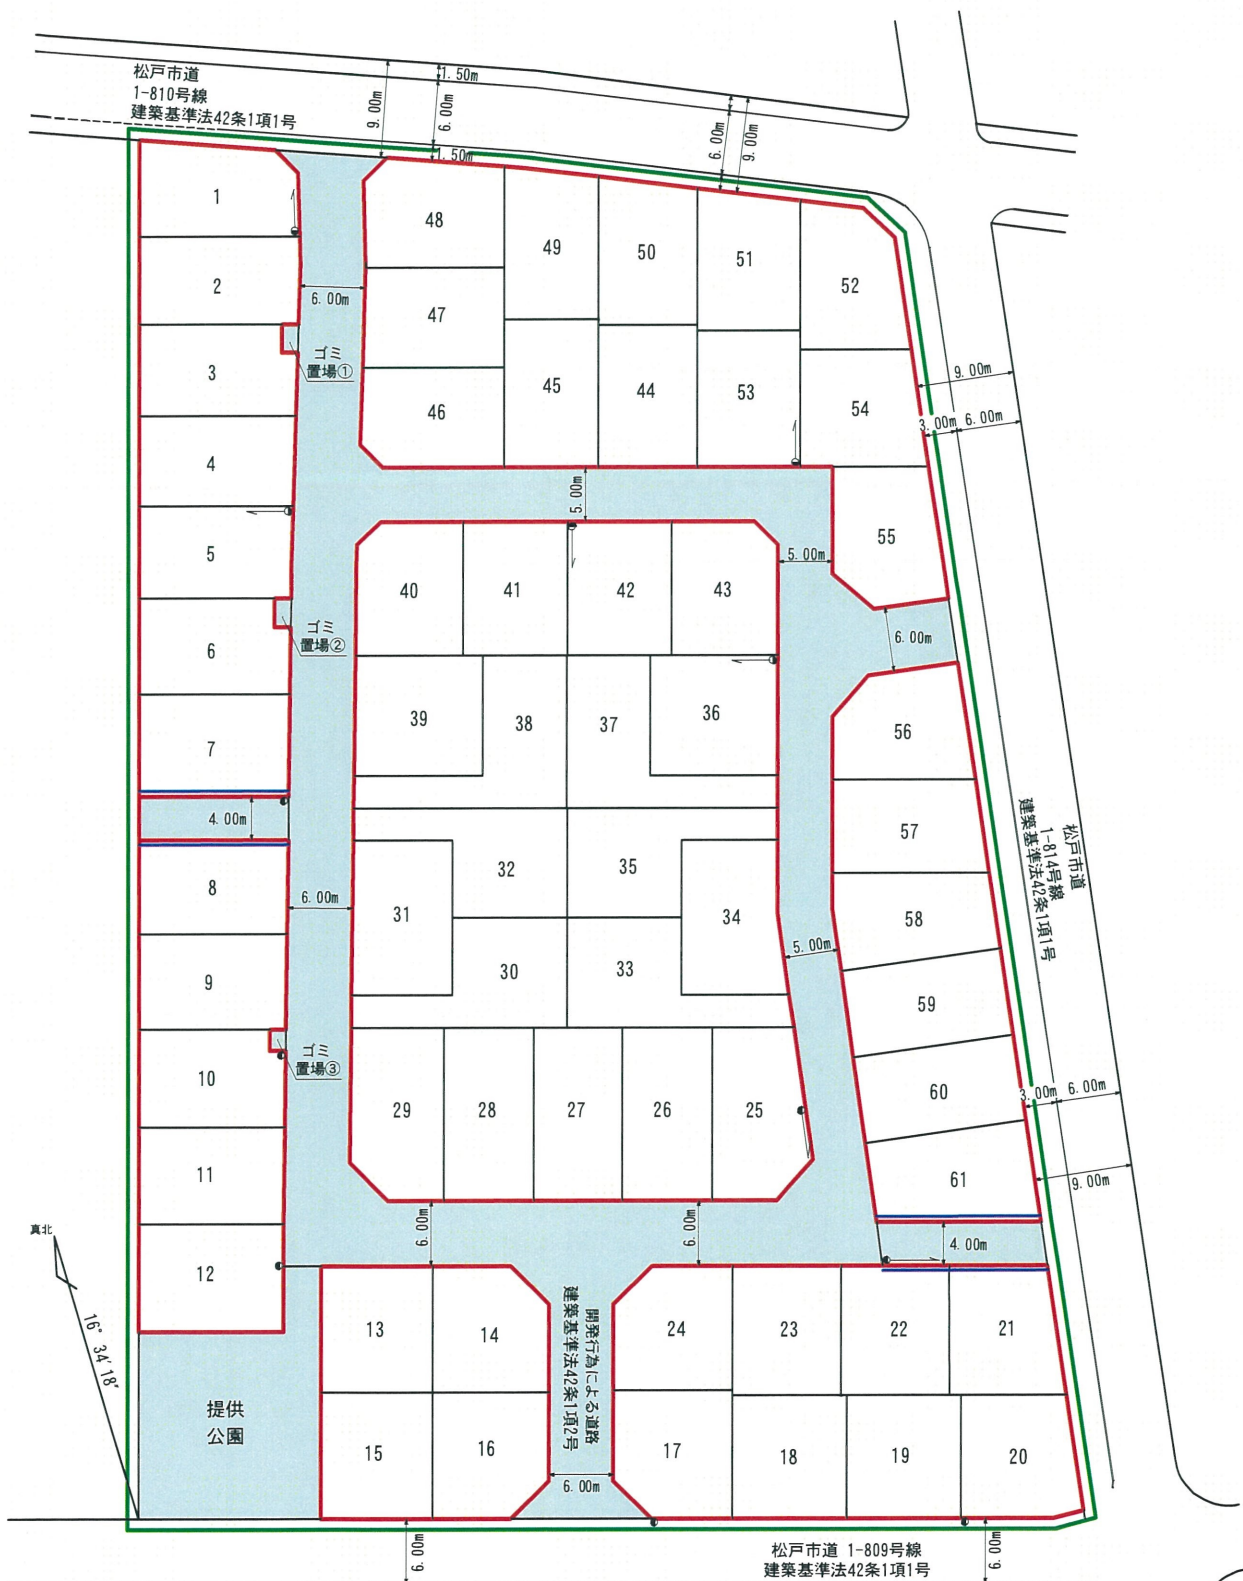 松戸市道
1-810号線
建築基準法42条1項1号
9.00m
1.50m
6.00m
1.50m
6.00m
9.00m
1
48
49
50
51
52
2
6.00m
47
3
ゴミ
置場①
46
45
44
53
54
9.00m
3.00m
6.00m
4
5.00m
5
40
41
42
43
5.00m
55
6
ゴミ
置場②
6.00m
39
38
37
36
56
7
4.00m
57
松戸市道
1-814号線
建築基準法42条1項1号
8
6.00m
31
32
35
34
58
5.00m
9
30
33
59
10
ゴミ
置場③
29
28
27
26
25
60
3.00m
6.00m
11
61
9.00m
6.00m
6.00m
4.00m
真北
16° 34′ 18″
12
13
14
開発行為による道路
建築基準法42条1項2号
24
23
22
21
提供
公園
15
16
6.00m
17
18
19
20
6.00m
松戸市道 1-809号線
建築基準法42条1項1号
6.00m